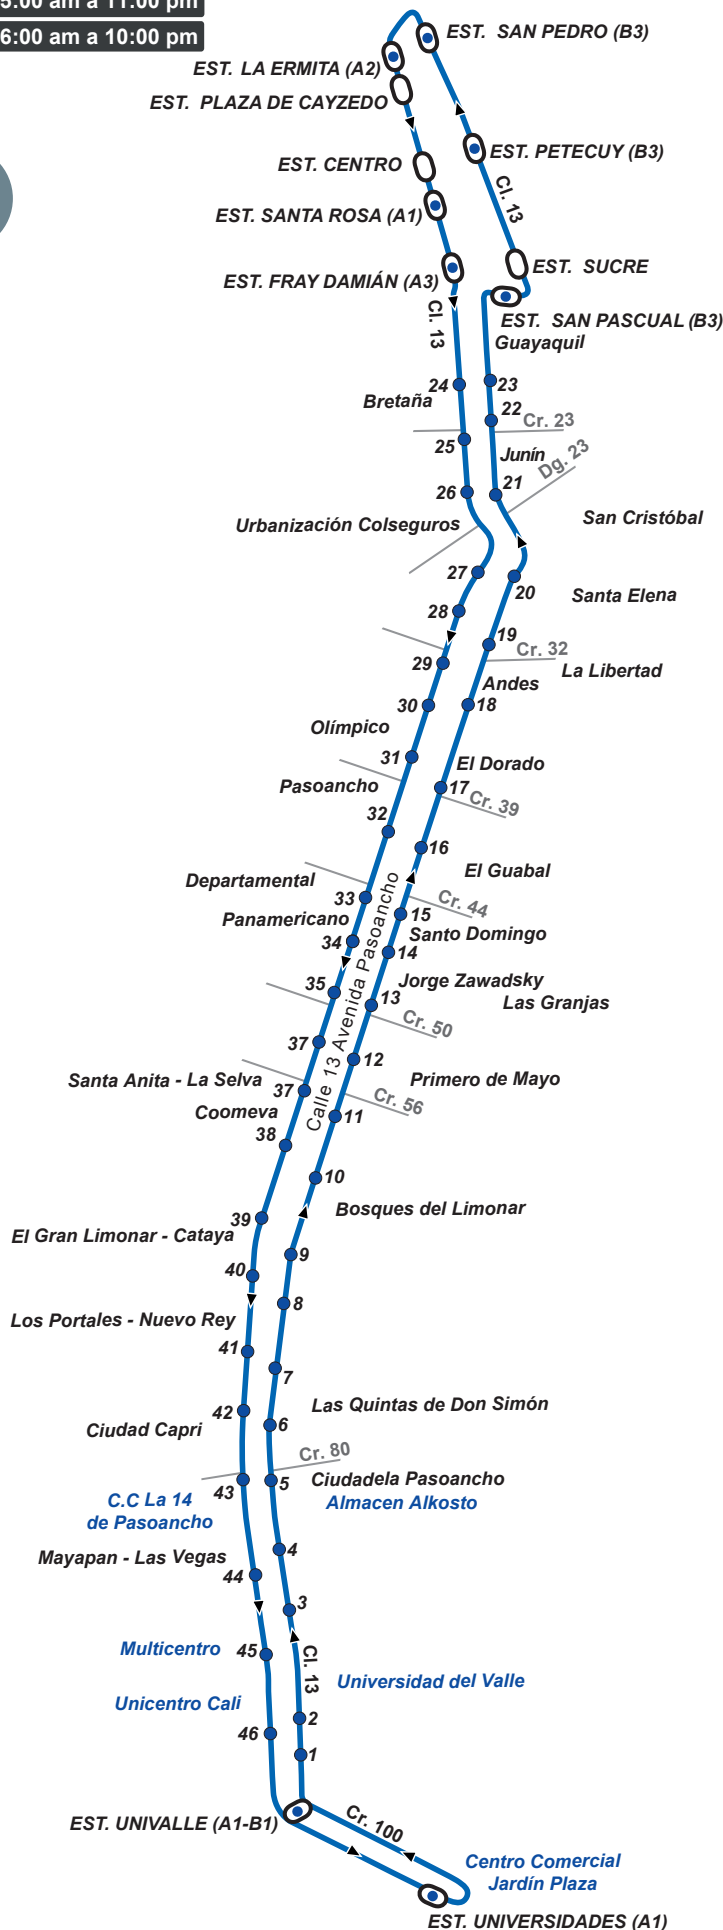 5:00 am a 11:00 pm
6:00 am a 10:00 pm
EST. SAN PEDRO (B3)
EST. LA ERMITA (A2)
EST. PLAZA DE CAYZEDO
EST. PETECUY (B3)
EST. CENTRO
Cl. 13
EST. SANTA ROSA (A1)
EST. SUCRE
EST. FRAY DAMIÁN (A3)
Cl. 13
EST. SAN PASCUAL (B3)
Guayaquil
24
23
Bretaña
22
Cr. 23
25
Junín
Dg. 23
26
21
San Cristóbal
Urbanización Colseguros
27
20
Santa Elena
28
19
Cr. 32
29
La Libertad
Andes
30
18
Olímpico
31
El Dorado
Pasoancho
17
Cr. 39
32
16
El Guabal
Departamental
33
Cr. 44
15
Panamericano
Santo Domingo
34
14
Jorge Zawadsky
35
13
Las Granjas
Cr. 50
37
12
Calle 13 Avenida Pasoancho
Santa Anita - La Selva
37
Primero de Mayo
Cr. 56
Coomeva
11
38
10
Bosques del Limonar
39
El Gran Limonar - Cataya
9
40
8
Los Portales - Nuevo Rey
41
7
42
Las Quintas de Don Simón
6
Ciudad Capri
Cr. 80
43
5
Ciudadela Pasoancho
C.C La 14
de Pasoancho
Almacen Alkosto
4
Mayapan - Las Vegas
44
3
Multicentro
45
Cl. 13
Universidad del Valle
Unicentro Cali
2
46
1
EST. UNIVALLE (A1-B1)
Cr. 100
Centro Comercial
Jardín Plaza
EST. UNIVERSIDADES (A1)